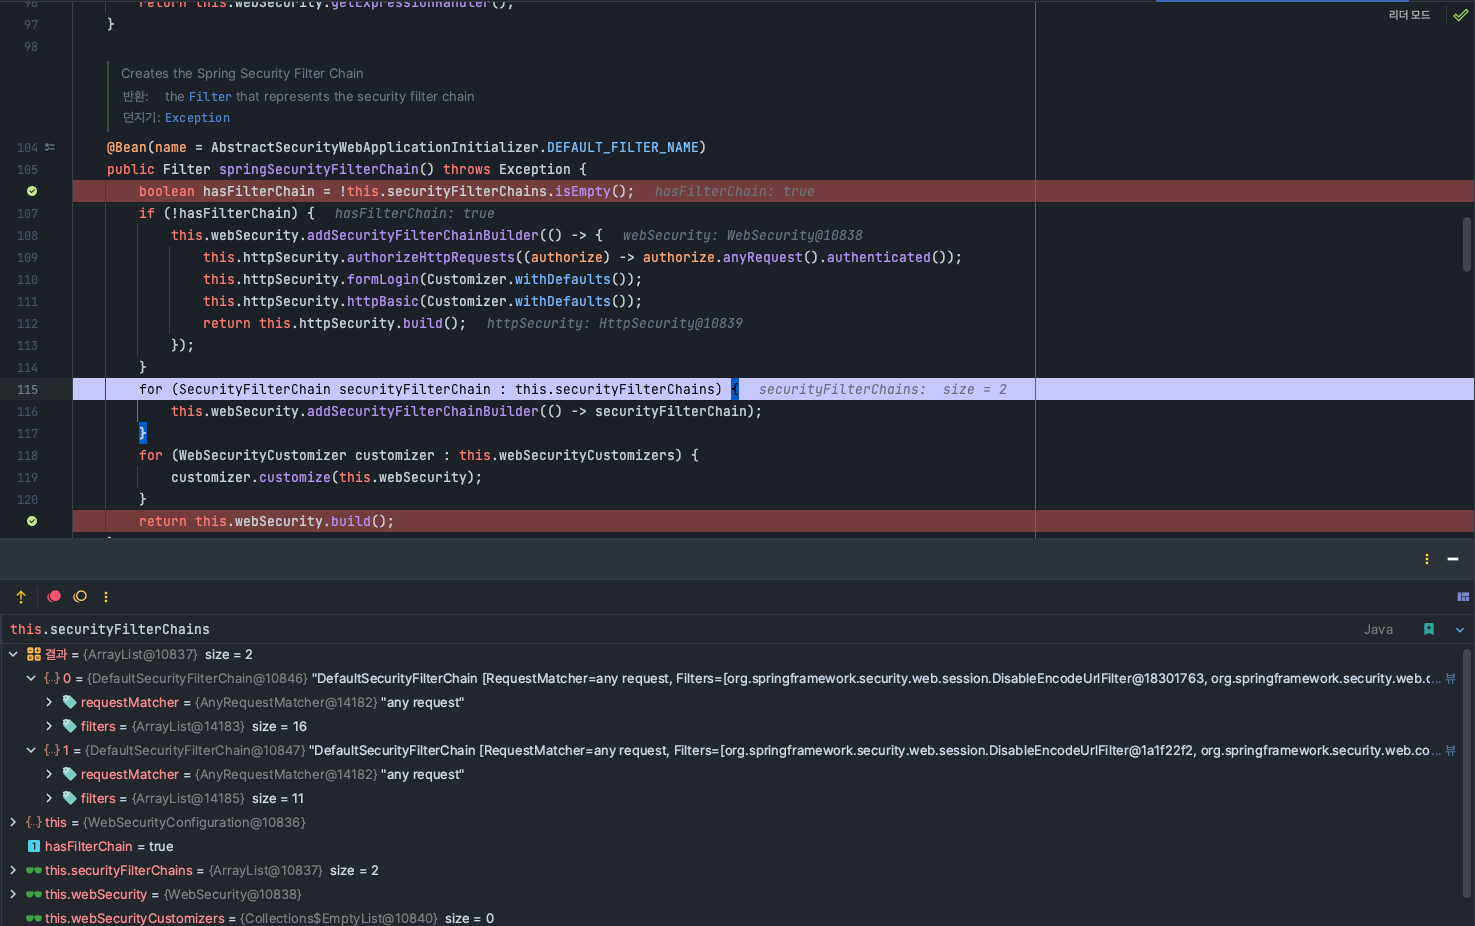 96 return this.webSecurity.getExpressionHandler();
97 }
98
리더 모드
Creates the Spring Security Filter Chain
반환: the Filter that represents the security filter chain
던지기: Exception
104 @Bean(name = AbstractSecurityWebApplicationInitializer.DEFAULT_FILTER_NAME)
105 public Filter springSecurityFilterChain() throws Exception {
boolean hasFilterChain = !this.securityFilterChains.isEmpty(); hasFilterChain: true
107 if (!hasFilterChain) { hasFilterChain: true
108 this.webSecurity.addSecurityFilterChainBuilder(() -> { webSecurity: WebSecurity@10838
109 this.httpSecurity.authorizeHttpRequests((authorize) -> authorize.anyRequest().authenticated());
110 this.httpSecurity.formLogin(Customizer.withDefaults());
111 this.httpSecurity.httpBasic(Customizer.withDefaults());
112 return this.httpSecurity.build(); httpSecurity: HttpSecurity@10839
113 });
114 }
115 for (SecurityFilterChain securityFilterChain : this.securityFilterChains) { securityFilterChains: size = 2
116 this.webSecurity.addSecurityFilterChainBuilder(() -> securityFilterChain);
117 }
118 for (WebSecurityCustomizer customizer : this.webSecurityCustomizers) {
119 customizer.customize(this.webSecurity);
120 }
return this.webSecurity.build();
this.securityFilterChains Java
결과 = {ArrayList@10837} size = 2
{..} 0 = {DefaultSecurityFilterChain@10846} "DefaultSecurityFilterChain [RequestMatcher=any request, Filters=[org.springframework.security.web.session.DisableEncodeUrlFilter@18301763, org.springframework.security.web.c... 뷰
requestMatcher = {AnyRequestMatcher@14182} "any request"
filters = {ArrayList@14183} size = 16
{..} 1 = {DefaultSecurityFilterChain@10847} "DefaultSecurityFilterChain [RequestMatcher=any request, Filters=[org.springframework.security.web.session.DisableEncodeUrlFilter@1a1f22f2, org.springframework.security.web.co... 뷰
requestMatcher = {AnyRequestMatcher@14182} "any request"
filters = {ArrayList@14185} size = 11
{..} this = {WebSecurityConfiguration@10836}
1 hasFilterChain = true
this.securityFilterChains = {ArrayList@10837} size = 2
this.webSecurity = {WebSecurity@10838}
this.webSecurityCustomizers = {Collections$EmptyList@10840} size = 0